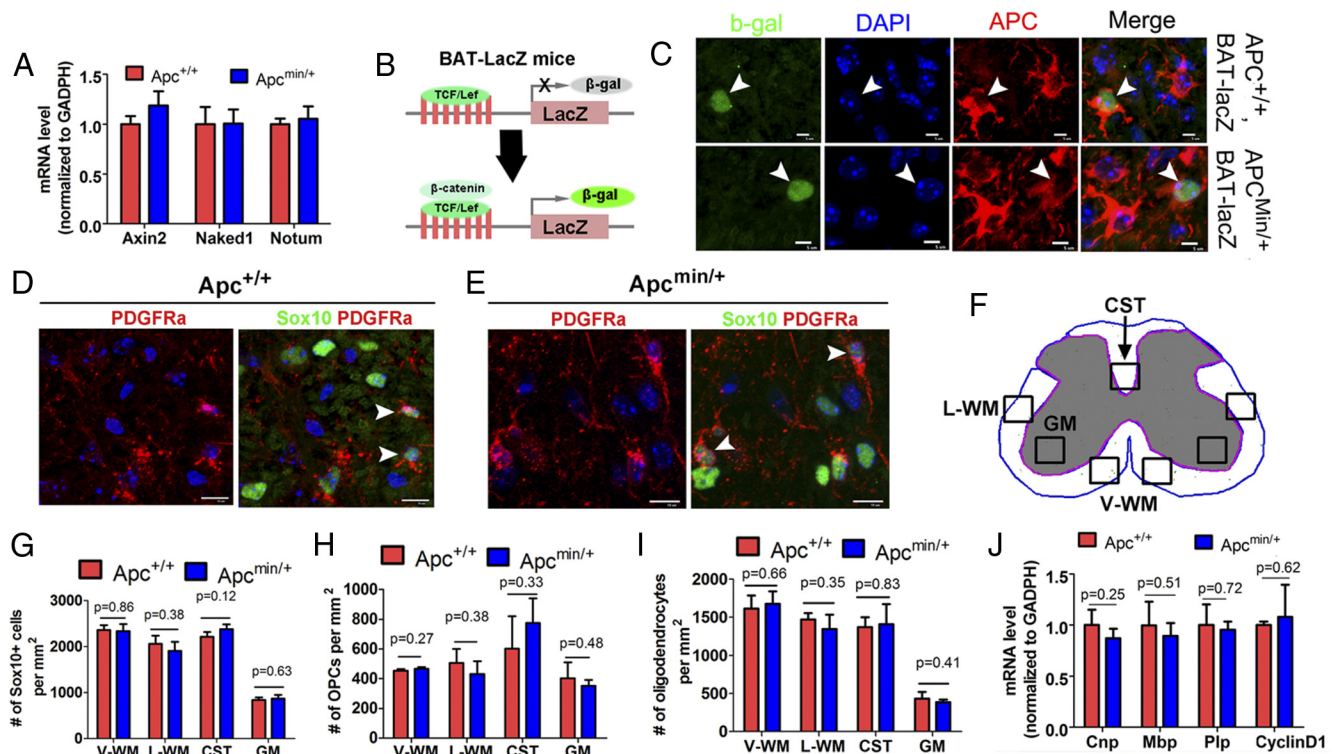 A
Apc+/+
Apcmin/+
mRNA level
(normalized to GADPH)
1.5
1.0
0.5
0.0
Axin2 Naked1 Notum
B
BAT-LacZ mice
TCF/Lef
X
β-gal
LacZ
β-catenin
TCF/Lef
β-gal
LacZ
C
b-gal DAPI APC Merge
APC+/+,
BAT-lacZ
APCMin/+
BAT-lacZ
D
Apc+/+
PDGFRa
Sox10 PDGFRa
E
Apcmin/+
PDGFRa
Sox10 PDGFRa
F
CST
L-WM
GM
V-WM
G
Apc+/+
Apcmin/+
# of Sox10+ cells
per mm2
3000
2000
1000
0
p=0.86
p=0.38
p=0.12
p=0.63
V-WM L-WM CST GM
H
Apc+/+
Apcmin/+
# of OPCs per mm2
1000
800
600
400
200
0
p=0.27
p=0.38
p=0.33
p=0.48
V-WM L-WM CST GM
I
Apc+/+
Apcmin/+
# of oligodendrocytes
per mm2
2000
1500
1000
500
0
p=0.66
p=0.35
p=0.83
p=0.41
V-WM L-WM CST GM
J
Apc+/+
Apcmin/+
mRNA level
(normalized to GADPH)
1.5
1.0
0.5
0.0
p=0.25
p=0.51
p=0.72
p=0.62
Cnp Mbp Plp CyclinD1